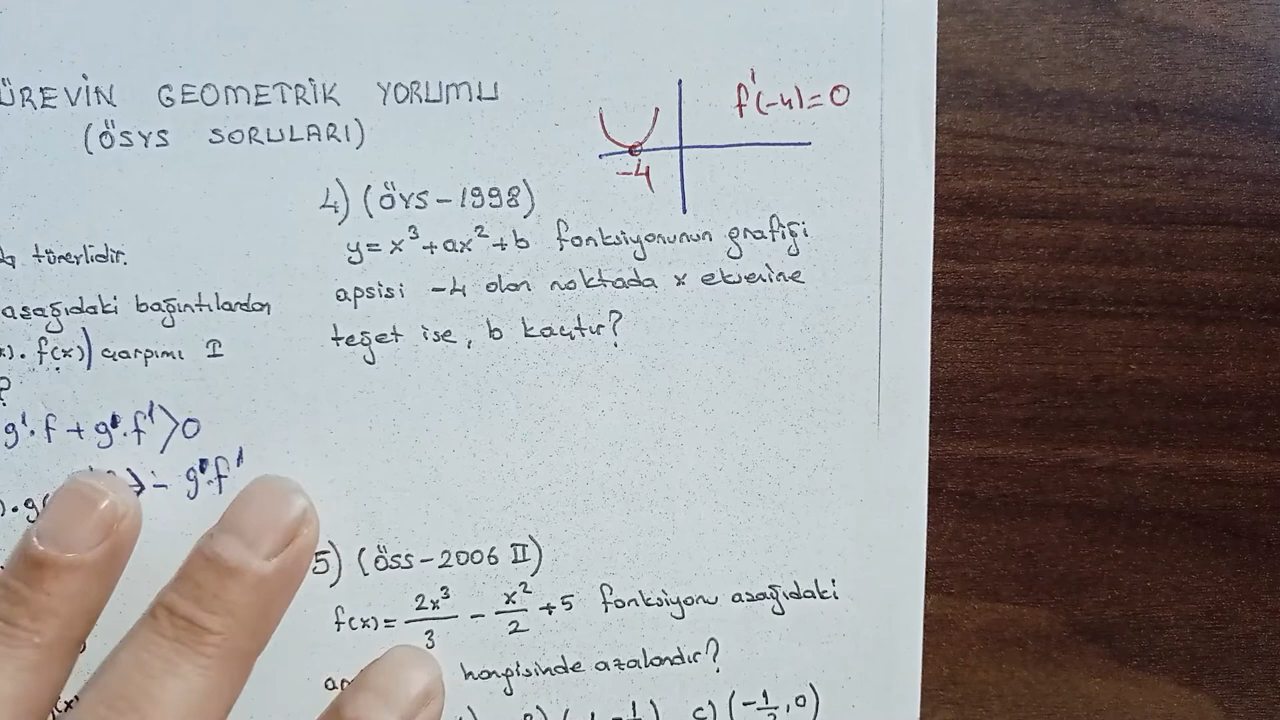 ÜREVİN GEOMETRİK YORUMU
(ÖSYS SORULARI)
f'(-4)=0
-4
türevlidir.
aşağıdaki bağıntılardan
f(x)) çarpımı I
?
g'.f + g.f'>0
- g.f'
4) (ÖYS-1998)
y=x³+ax²+b fonksiyonunun grafiği
apsisi -4 olan noktada x eksenine
teğet ise, b kaçtır?
5) (ÖSS-2006 II)
f(x)= 2x³/3 - x²/2 +5 fonksiyonu aşağıdaki
hangisinde azalandır?
C) (-1/2, 0)